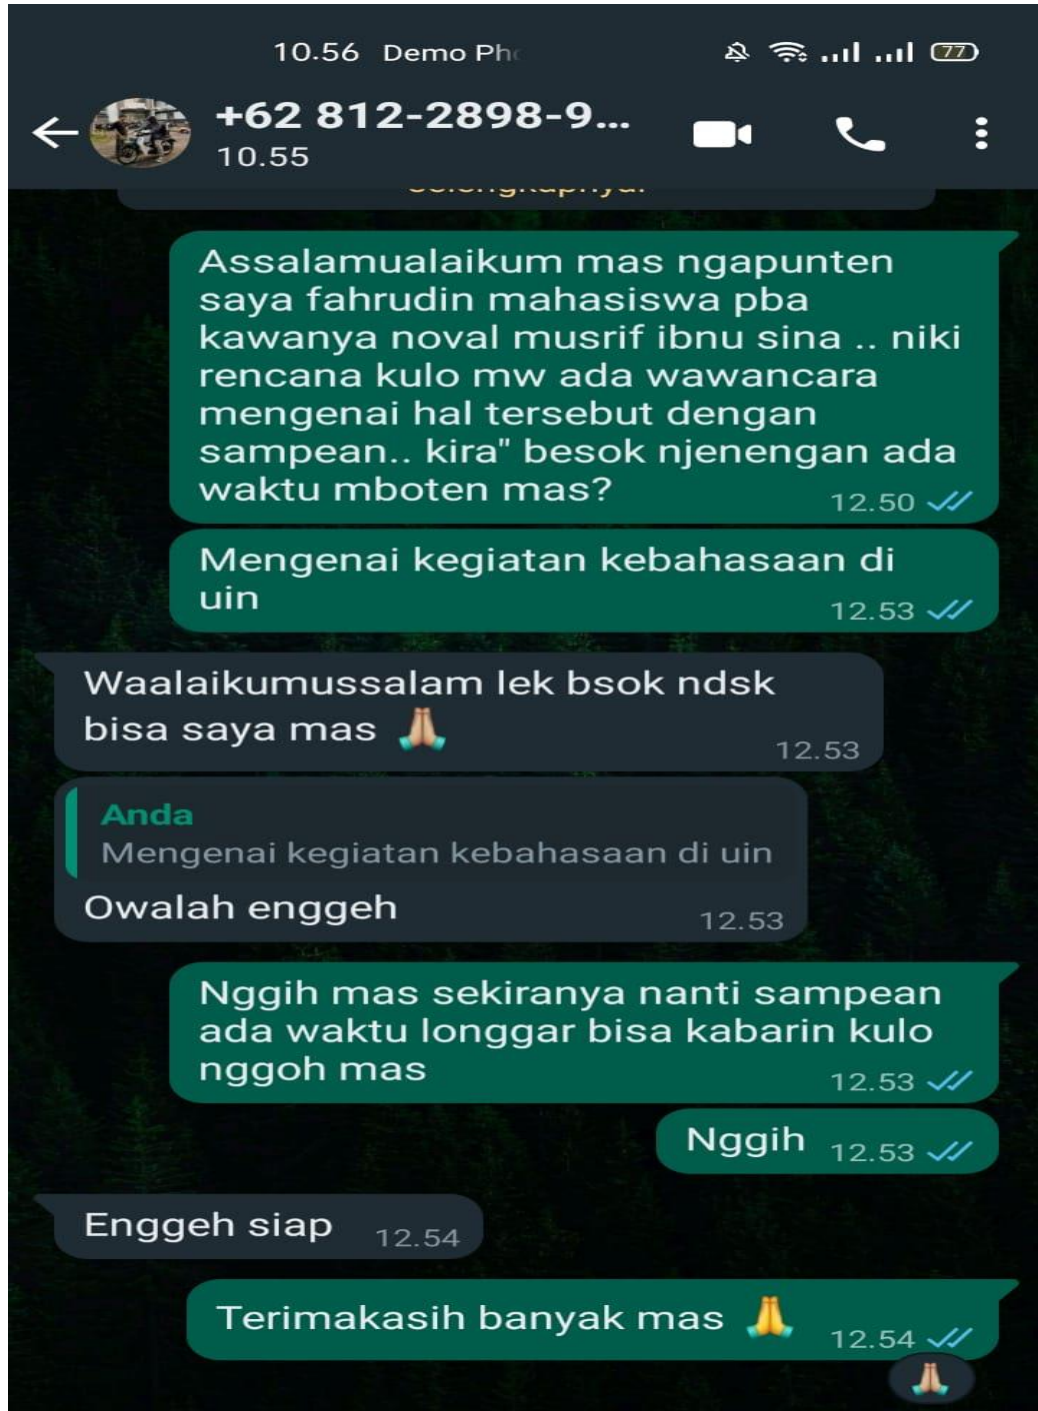 10.56 Demo Ph
77
+62 812-2898-9...
10.55
Selengkapnya.
Assalamualaikum mas ngapunten
saya fahrudin mahasiswa pba
kawanya noval musrif ibnu sina .. niki
rencana kulo mw ada wawancara
mengenai hal tersebut dengan
sampean.. kira" besok njenengan ada
waktu mboten mas?
12.50
Mengenai kegiatan kebahasaan di
uin
12.53
Waalaikumussalam lek bsok ndsk
bisa saya mas 🙏🏼
12.53
Anda
Mengenai kegiatan kebahasaan di uin
Owalah enggeh
12.53
Nggih mas sekiranya nanti sampean
ada waktu longgar bisa kabarin kulo
nggoh mas
12.53
Nggih 12.53
Enggeh siap 12.54
Terimakasih banyak mas 🙏
12.54
🙏🏼